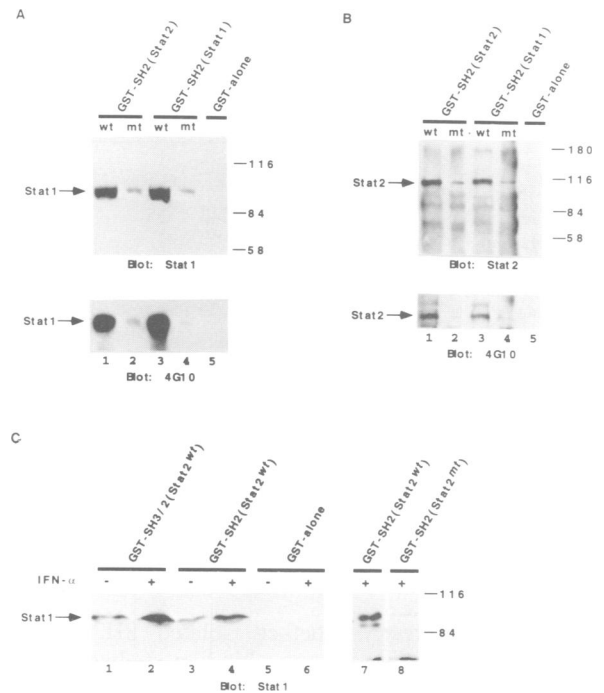 A
GST-SH2(Stat2)
GST-SH2(Stat1)
GST-alone
wt mt wt mt
Stat1
116
84
58
Blot: Stat1
Stat1
1 2 3 4 5
Blot: 4G10
B
GST-SH2(Stat2)
GST-SH2(Stat1)
GST-alone
wt mt wt mt
Stat2
180
116
84
58
Blot: Stat2
Stat2
1 2 3 4 5
Blot: 4G10
C
GST-SH3/2(Stat2wt)
GST-SH2(Stat2wt)
GST-alone
GST-SH2(Stat2wt)
GST-SH2(Stat2mt)
IFN-α - + - + - + + +
Stat1
116
84
1 2 3 4 5 6 7 8
Blot: Stat1